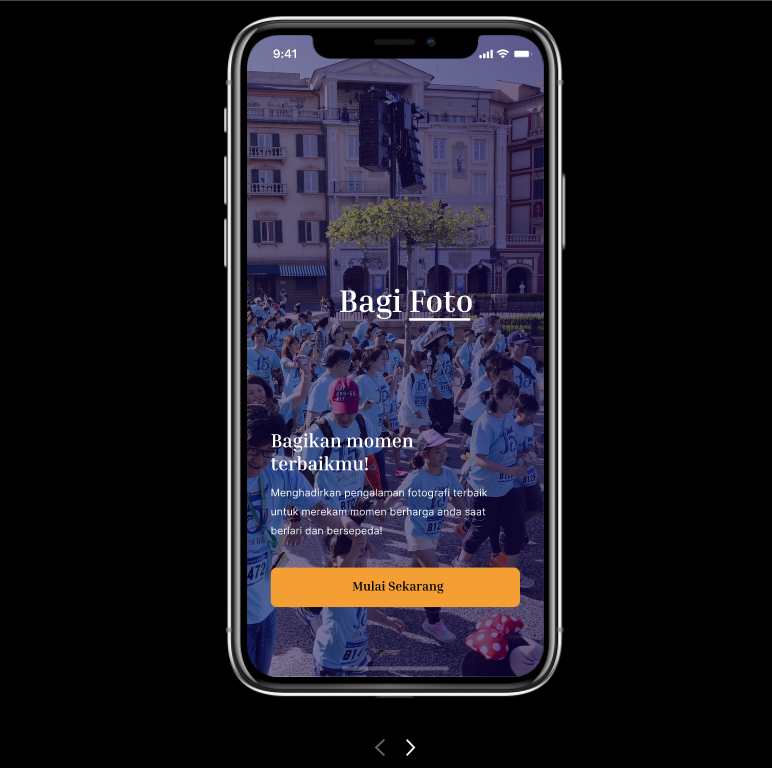 9:41
Bagi Foto
Bagikan momen
terbaikmu!
Menghadirkan pengalaman fotografi terbaik
untuk merekam momen berharga anda saat
berlari dan bersepeda!
Mulai Sekarang